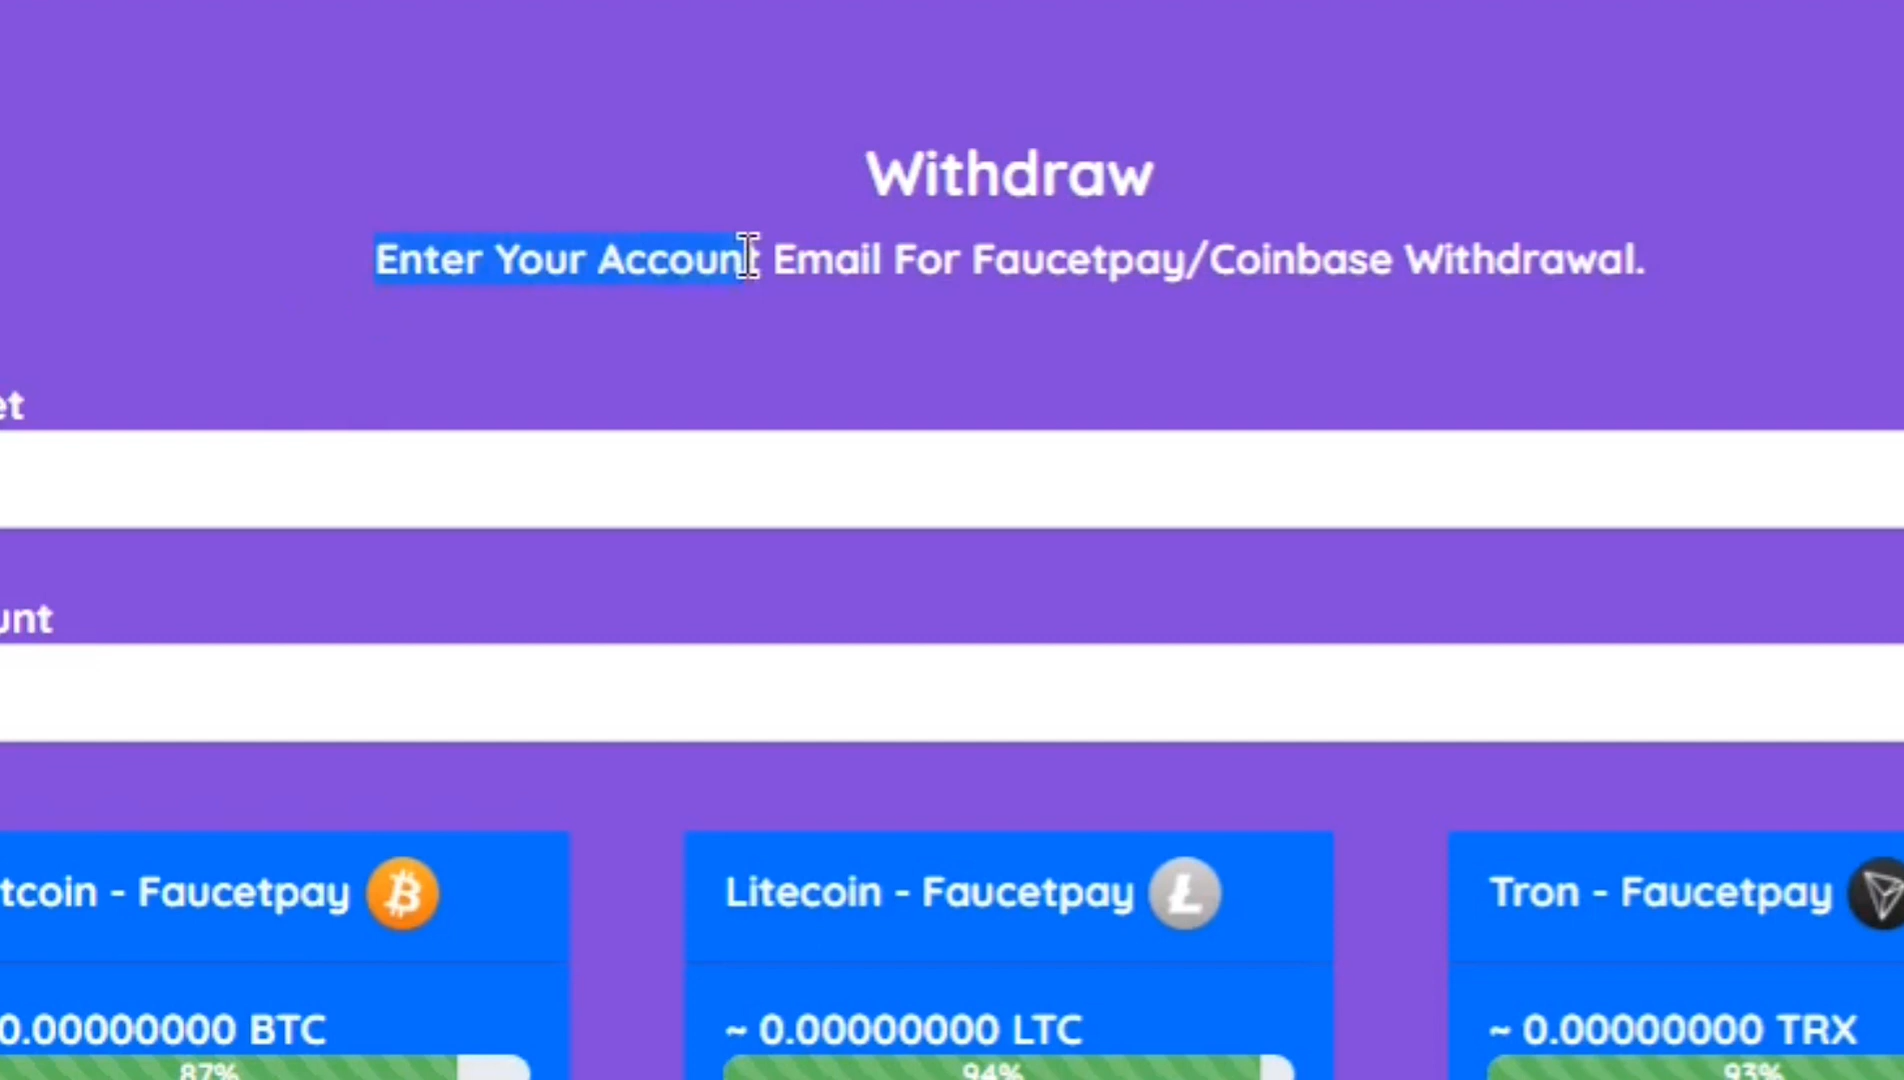 Withdraw
Enter Your Account Email For Faucetpay/Coinbase Withdrawal.
et
unt
tcoin - Faucetpay
Litecoin - Faucetpay
Tron - Faucetpay
0.00000000 BTC
~ 0.00000000 LTC
~ 0.00000000 TRX
87%
94%
93%